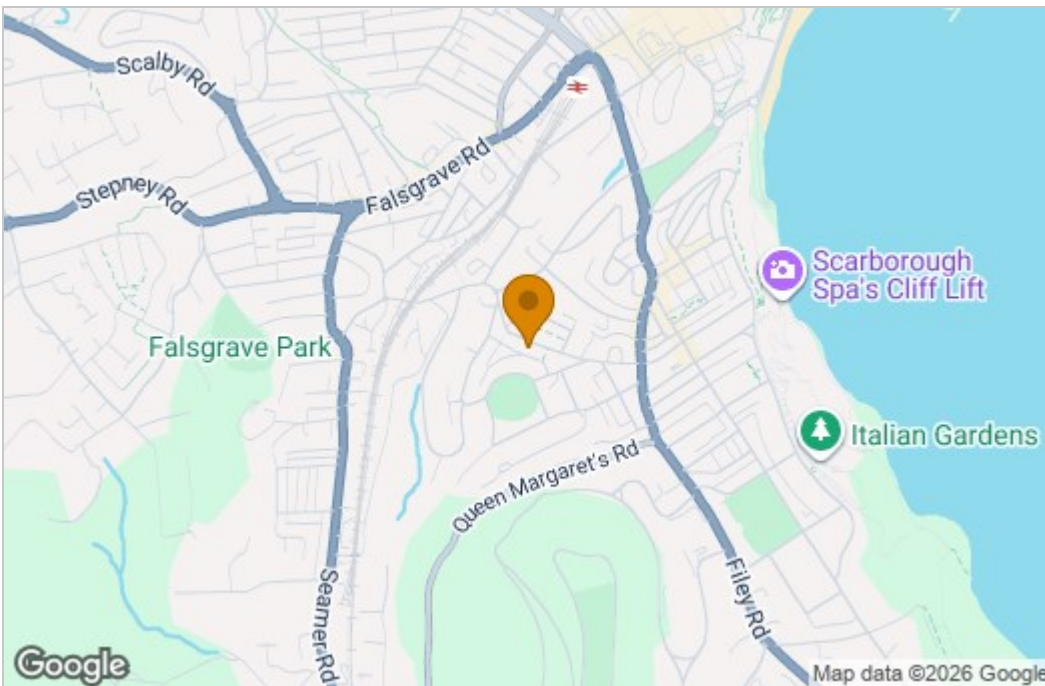 Scalby Rd
Stepney Rd
Falsgrave Rd
Scarborough
Spa's Cliff Lift
Falsgrave Park
Italian Gardens
Queen Margaret's Rd
Seamer Rd
Filey Rd
Google
Map data ©2026 Google